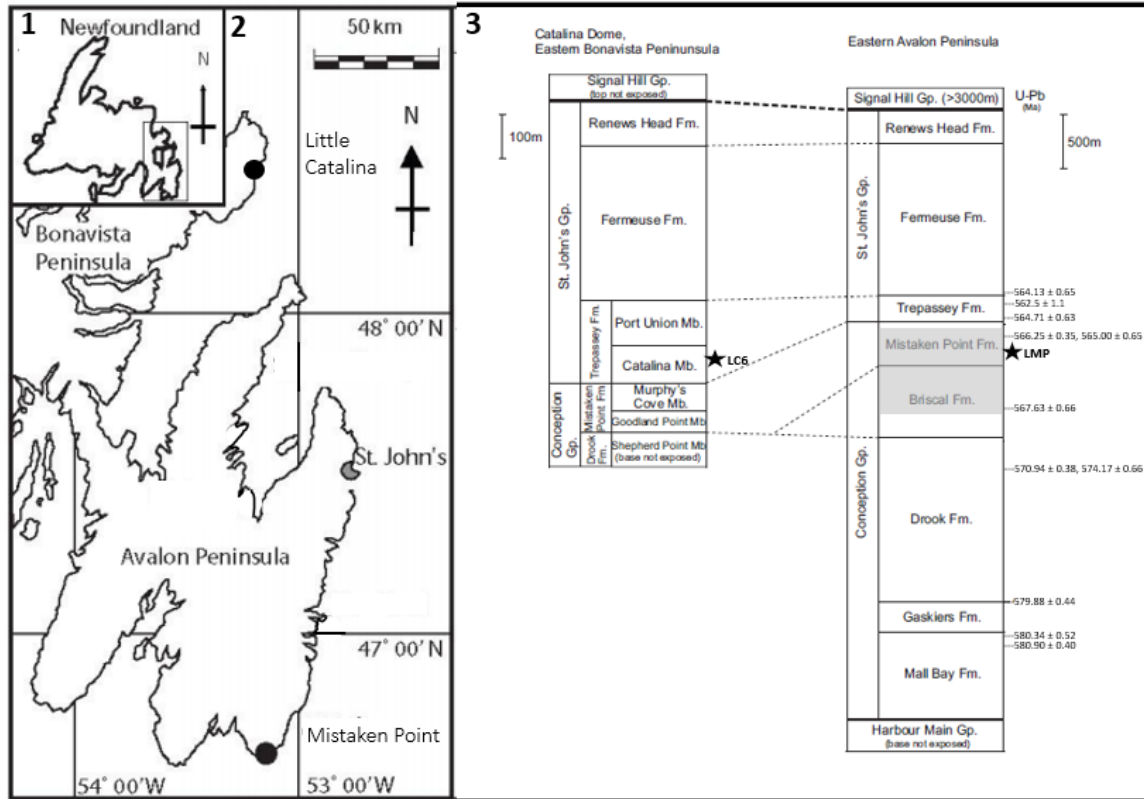 1
Newfoundland
N
2
50 km
N
Little
Catalina
Bonavista
Peninsula
48° 00'N
St. John's
Avalon Peninsula
47° 00'N
Mistaken Point
54° 00'W
53° 00'W
3
Catalina Dome,
Eastern Bonavista Peninunsula
Signal Hill Gp.
(top not exposed)
100m
Renews Head Fm.
St. John's Gp.
Fermeuse Fm.
Trepassey Fm.
Port Union Mb.
Catalina Mb.
LC6
Conception
Gp.
Mistaken
Point Fm
Murphy's
Cove Mb.
Goodland Point Mb
Drook
Fm.
Shepherd Point Mb
(base not exposed)
Eastern Avalon Peninsula
Signal Hill Gp. (>3000m)
U-Pb
(Ma)
500m
Renews Head Fm.
St. John's Gp.
Fermeuse Fm.
564.13 ± 0.65
Trepassey Fm.
562.5 ± 1.1
564.71 ± 0.63
566.25 ± 0.35, 565.00 ± 0.65
Mistaken Point Fm.
LMP
Briscal Fm.
567.63 ± 0.66
Conception Gp.
570.94 ± 0.38, 574.17 ± 0.66
Drook Fm.
579.88 ± 0.44
Gaskiers Fm.
580.34 ± 0.52
580.90 ± 0.40
Mall Bay Fm.
Harbour Main Gp.
(base not exposed)